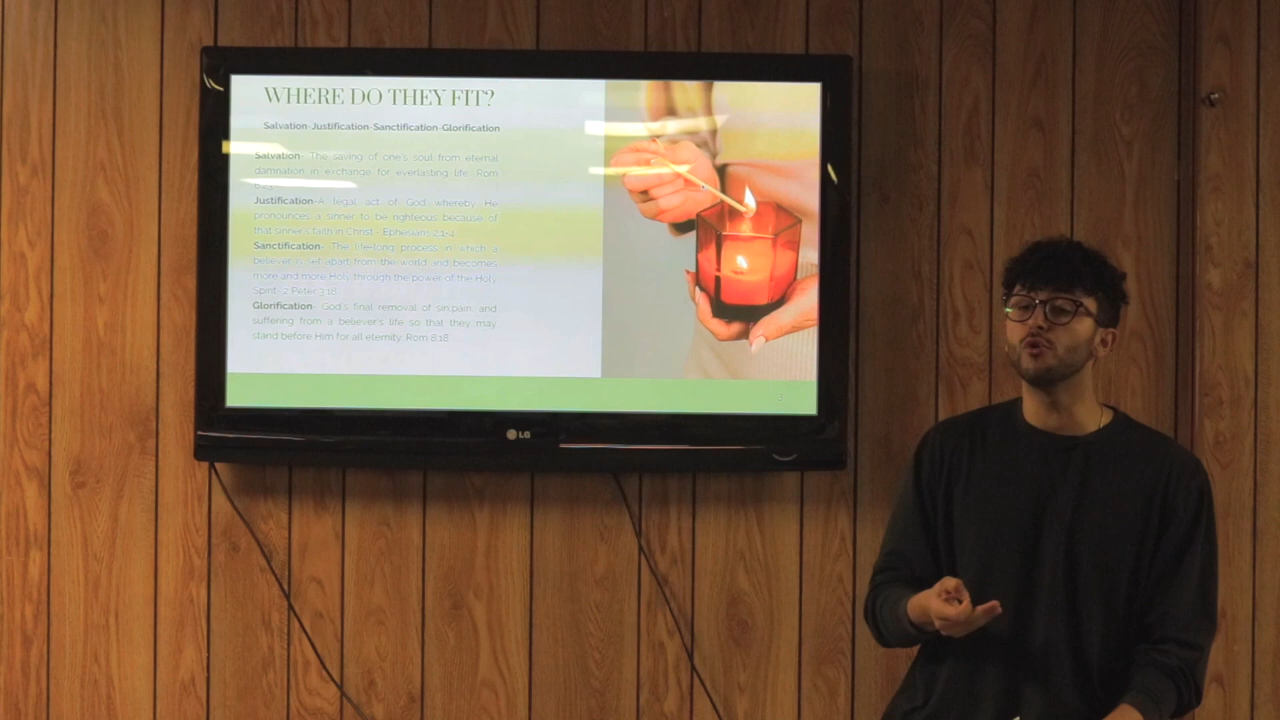 WHERE DO THEY FIT?
Salvation-Justification-Sanctification-Glorification
Salvation- The saving of one's soul from eternal
damnation in exchange for everlasting life. Rom
Justification-A legal act of God whereby He
pronounces a sinner to be righteous because of
that sinner's faith in Christ - Ephesians 2:1-4
Sanctification- The life-long process in which a
believer is set apart from the world and becomes
more and more Holy through the power of the Holy
Spirit- 2 Peter 3:18
Glorification- God's final removal of sin,pain, and
suffering from a believer's life so that they may
stand before Him for all eternity. Rom 8:18
3
LG